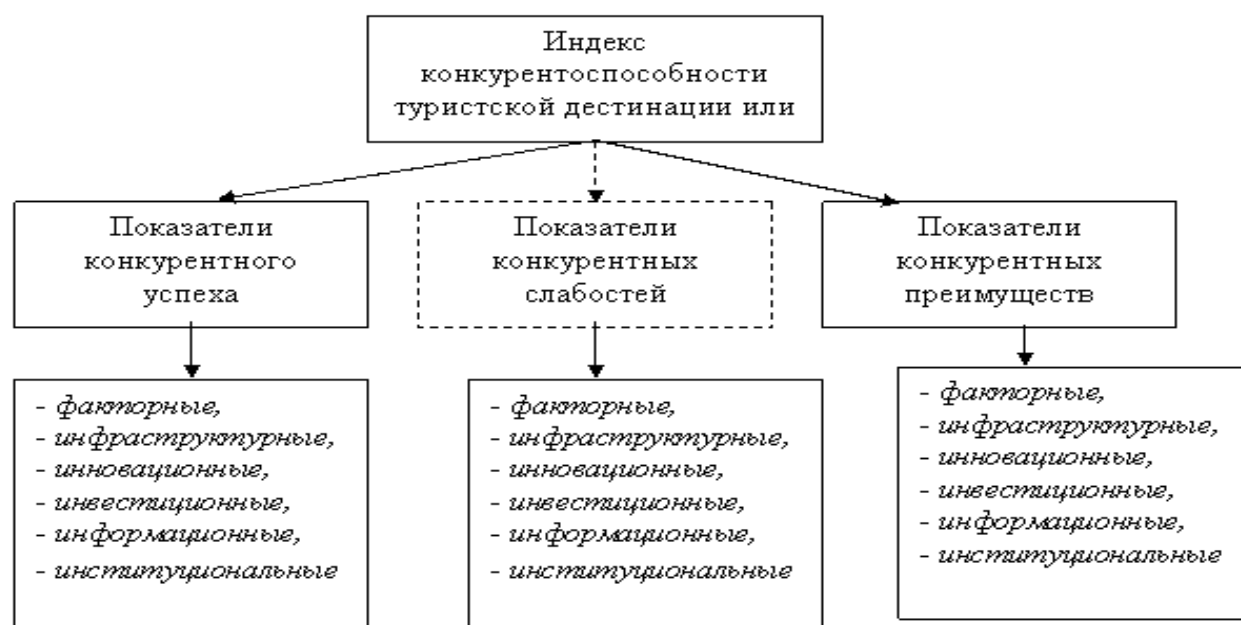 Индекс
конкурентоспособности
туристской дестинации или
Показатели
конкурентного
успеха
Показатели
конкурентных
слабостей
Показатели
конкурентных
преимуществ
- факторные,
- инфраструктурные,
- инновационные,
- инвестиционные,
- информационные,
- институциональные
- факторные,
- инфраструктурные,
- инновационные,
- инвестиционные,
- информационные,
- институциональные
- факторные,
- инфраструктурные,
- инновационные,
- инвестиционные,
- информационные,
- институциональные